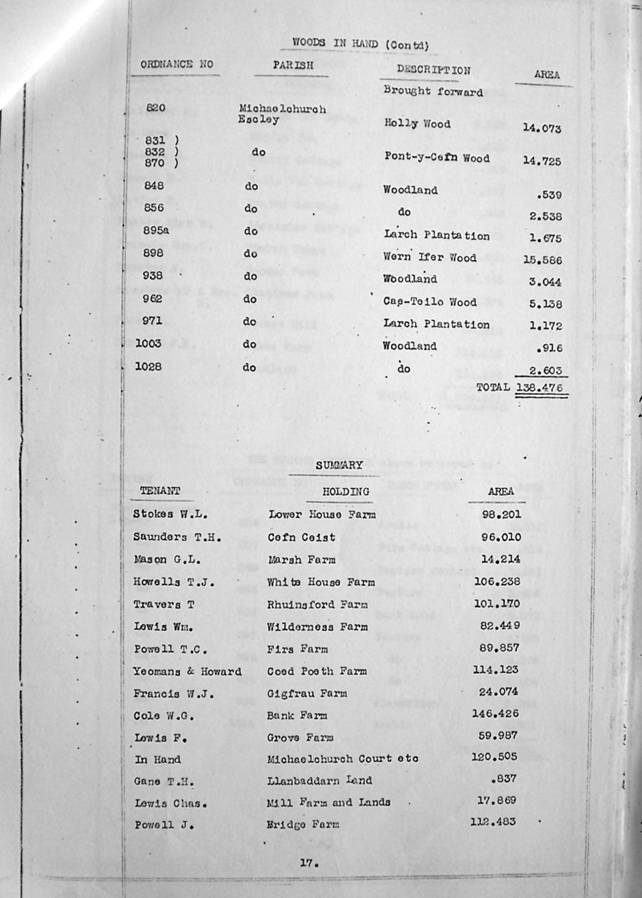 WOODS IN HAND (Contd)
ORDNANCE NO PARISH DESCRIPTION AREA
Brought forward
820 Michaelchurch
Escley Holly Wood 14.073
831 )
832 ) do Pont-y-Cefn Wood 14.725
870 )
848 do Woodland .539
856 do do 2.538
895a do Larch Plantation 1.675
898 do Wern Ifer Wood 15.586
938 do Woodland 3.044
962 do Cap-Teilo Wood 5.138
971 do Larch Plantation 1.172
1003 do Woodland .916
1028 do do 2.603
TOTAL 138.476
SUMMARY
TENANT HOLDING AREA
Stokes W.L. Lower House Farm 98.201
Saunders T.H. Cefn Ceist 96.010
Mason G.L. Marsh Farm 14.214
Howells T.J. White House Farm 106.238
Travers T Rhuinsford Farm 101.170
Lewis Wm. Wilderness Farm 82.449
Powell T.C. Firs Farm 89.857
Yeomans & Howard Coed Poeth Farm 114.123
Francis W.J. Gigfrau Farm 24.074
Cole W.G. Bank Farm 146.426
Lewis F. Grove Farm 59.987
In Hand Michaelchurch Court etc 120.505
Gane T.H. Llanbaddarn Land .837
Lewis Chas. Mill Farm and Lands 17.869
Powell J. Bridge Farm 112.483
17.